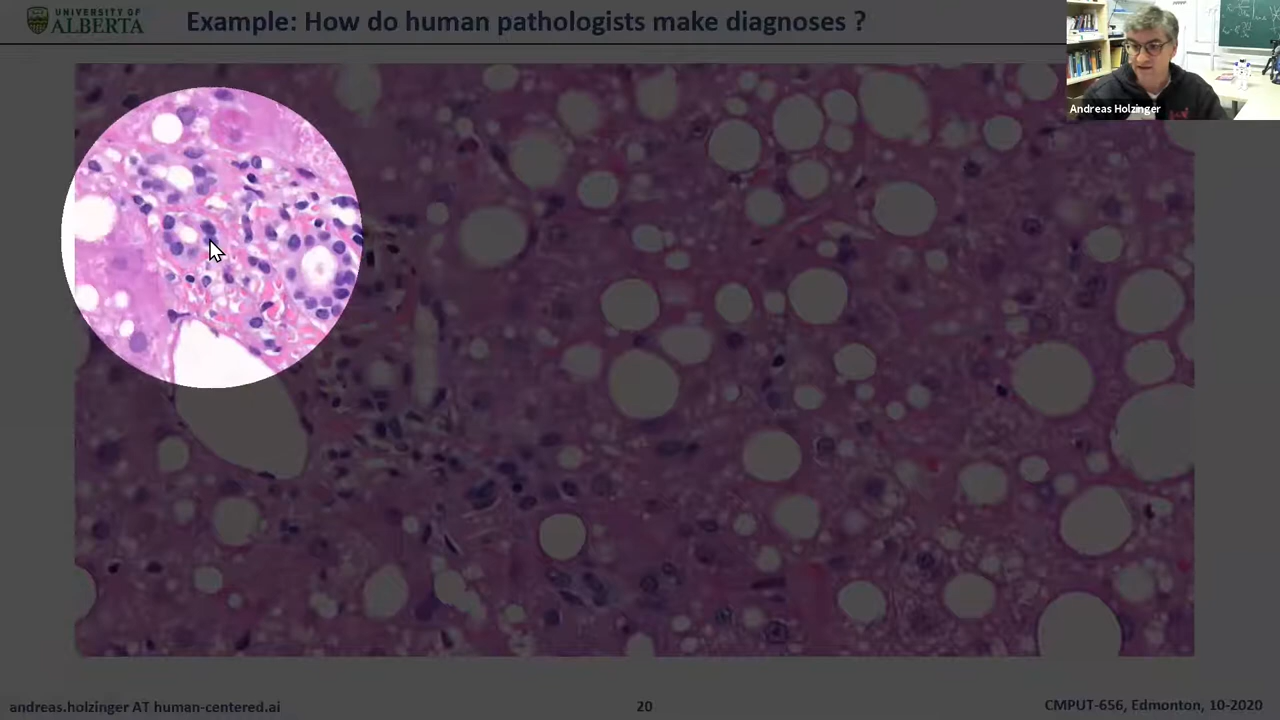 UNIVERSITY OF
ALBERTA
Example: How do human pathologists make diagnoses ?
Andreas Holzinger
andreas.holzinger AT human-centered.ai
20
CMPUT-656, Edmonton, 10-2020